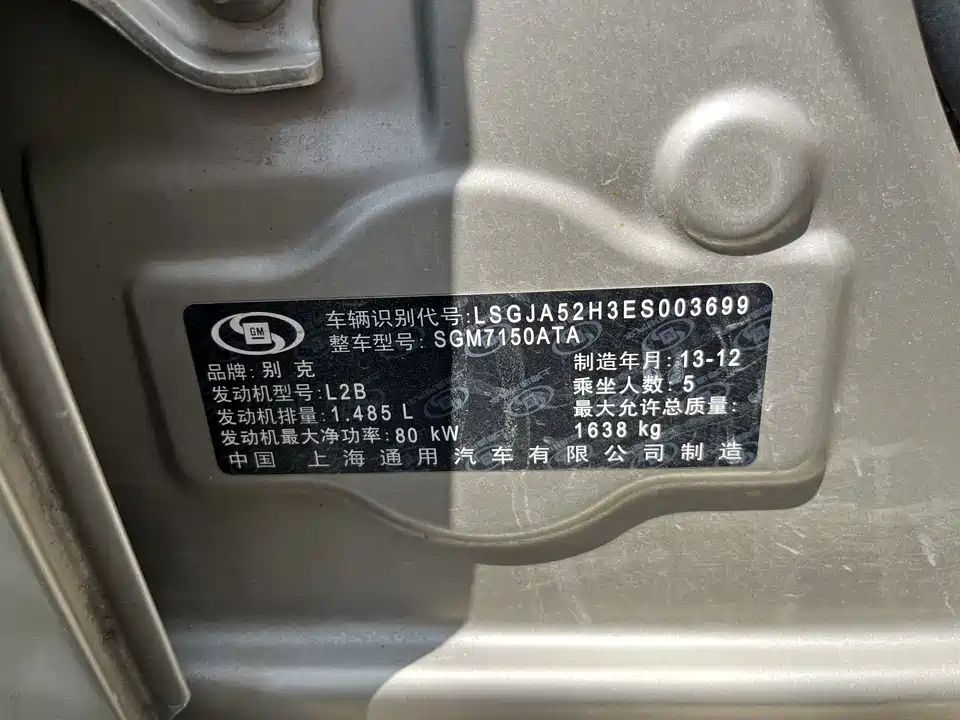 GM
车辆识别代号:LSGJA52H3ES003699
整车型号: SGM7150ATA
品牌: 别 克
制造年月: 13-12
发动机型号: L2B
乘坐人数: 5
发动机排量: 1.485 L
最大允许总质量:
发动机最大净功率: 80 kW
1638 kg
中国 上海通用汽车有限公司制造